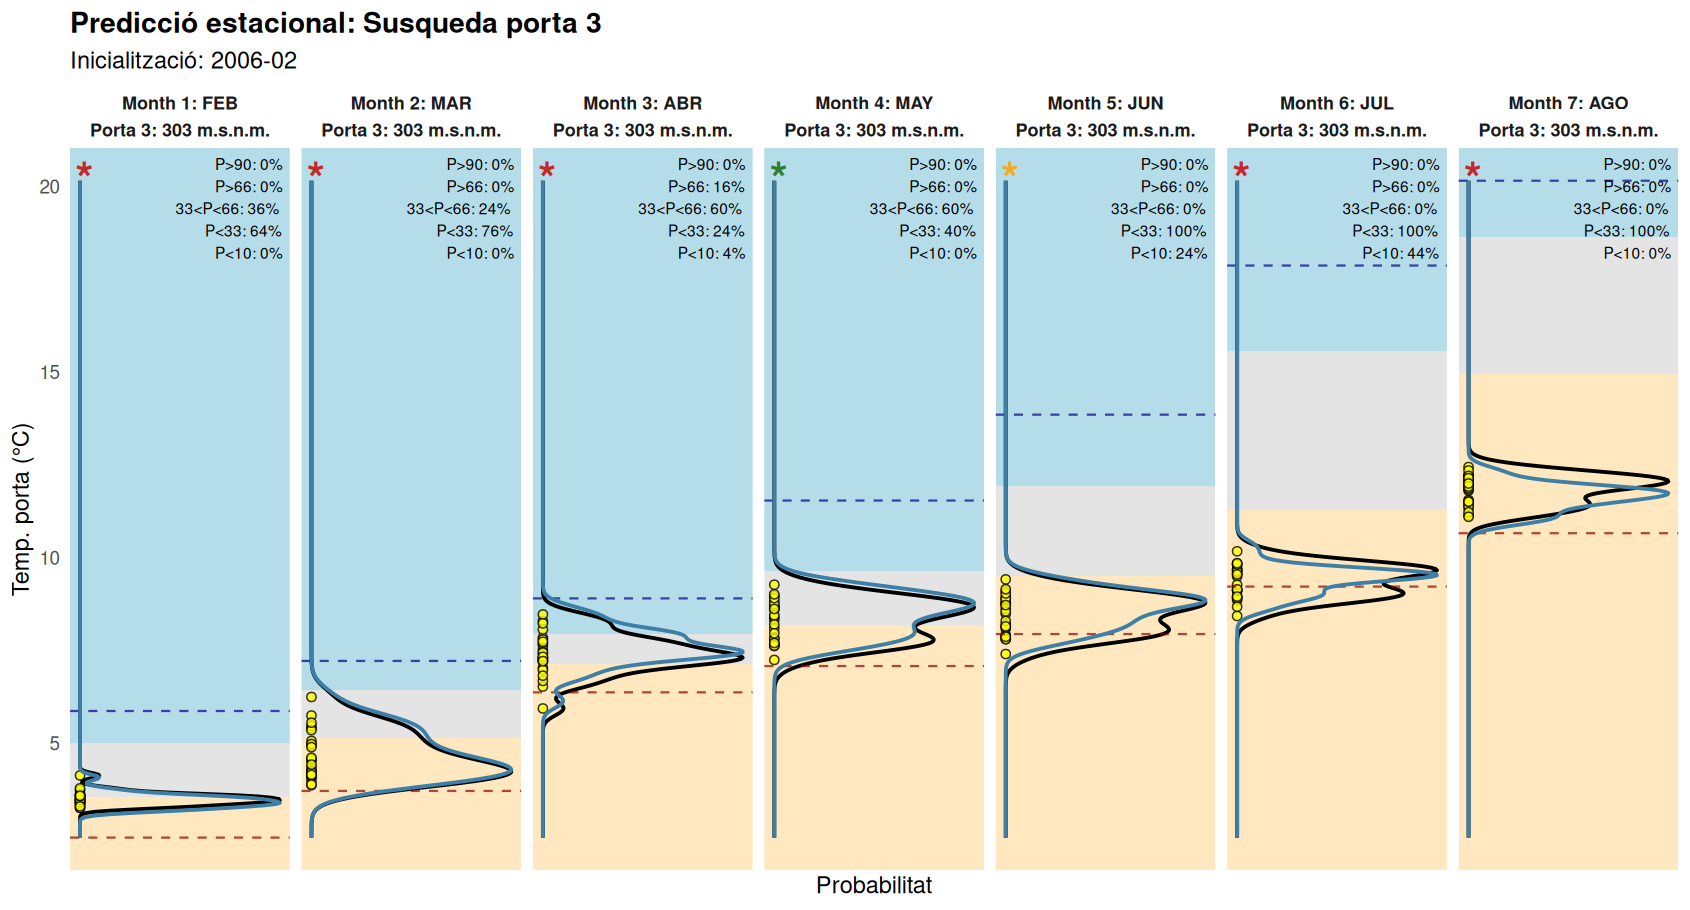 Predicció estacional: Susqueda porta 3
Inicialització: 2006-02
Month 1: FEB
Porta 3: 303 m.s.n.m.
P>90: 0%
P>66: 0%
33<P<66: 36%
P<33: 64%
P<10: 0%
Month 2: MAR
Porta 3: 303 m.s.n.m.
P>90: 0%
P>66: 0%
33<P<66: 24%
P<33: 76%
P<10: 0%
Month 3: ABR
Porta 3: 303 m.s.n.m.
P>90: 0%
P>66: 16%
33<P<66: 60%
P<33: 24%
P<10: 4%
Month 4: MAY
Porta 3: 303 m.s.n.m.
P>90: 0%
P>66: 0%
33<P<66: 60%
P<33: 40%
P<10: 0%
Month 5: JUN
Porta 3: 303 m.s.n.m.
P>90: 0%
P>66: 0%
33<P<66: 0%
P<33: 100%
P<10: 24%
Month 6: JUL
Porta 3: 303 m.s.n.m.
P>90: 0%
P>66: 0%
33<P<66: 0%
P<33: 100%
P<10: 44%
Month 7: AGO
Porta 3: 303 m.s.n.m.
P>90: 0%
P>66: 0%
33<P<66: 0%
P<33: 100%
P<10: 0%
20
15
10
5
Temp. porta (°C)
Probabilitat